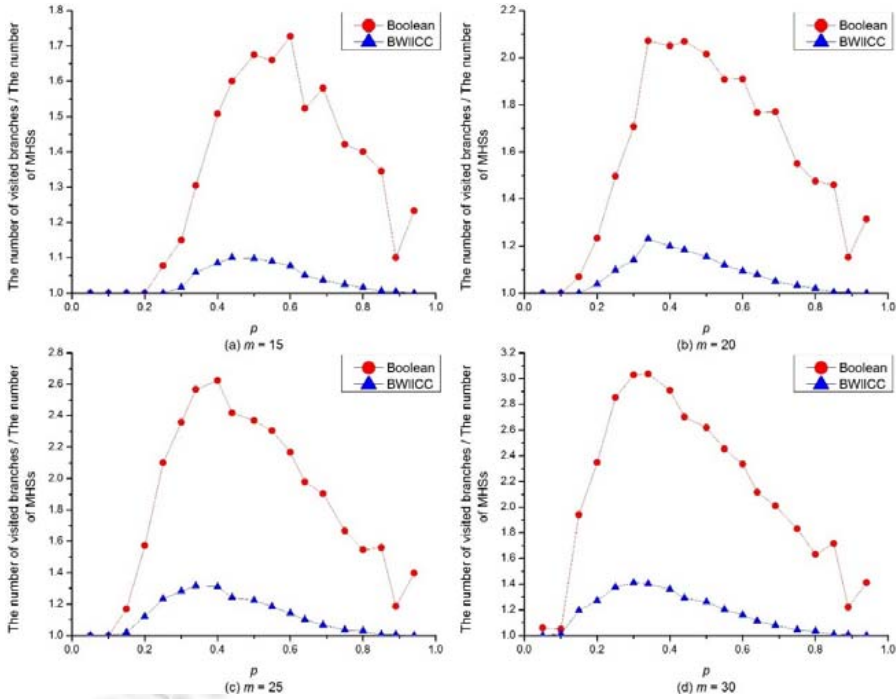 The number of visited branches / The number
of MHSs
1.8
1.7
1.6
1.5
1.4
1.3
1.2
1.1
1.0
0.0 0.2 0.4 0.6 0.8 1.0
p
(a) m = 15
Boolean
BWIICC
The number of visited branches / The number
of MHSs
2.2
2.0
1.8
1.6
1.4
1.2
1.0
0.0 0.2 0.4 0.6 0.8 1.0
p
(b) m = 20
Boolean
BWIICC
The number of visited branches / The number
of MHSs
2.8
2.6
2.4
2.2
2.0
1.8
1.6
1.4
1.2
1.0
0.0 0.2 0.4 0.6 0.8 1.0
p
(c) m = 25
Boolean
BWIICC
The number of visited branches / The number
of MHSs
3.2
3.0
2.8
2.6
2.4
2.2
2.0
1.8
1.6
1.4
1.2
1.0
0.0 0.2 0.4 0.6 0.8 1.0
p
(d) m = 30
Boolean
BWIICC